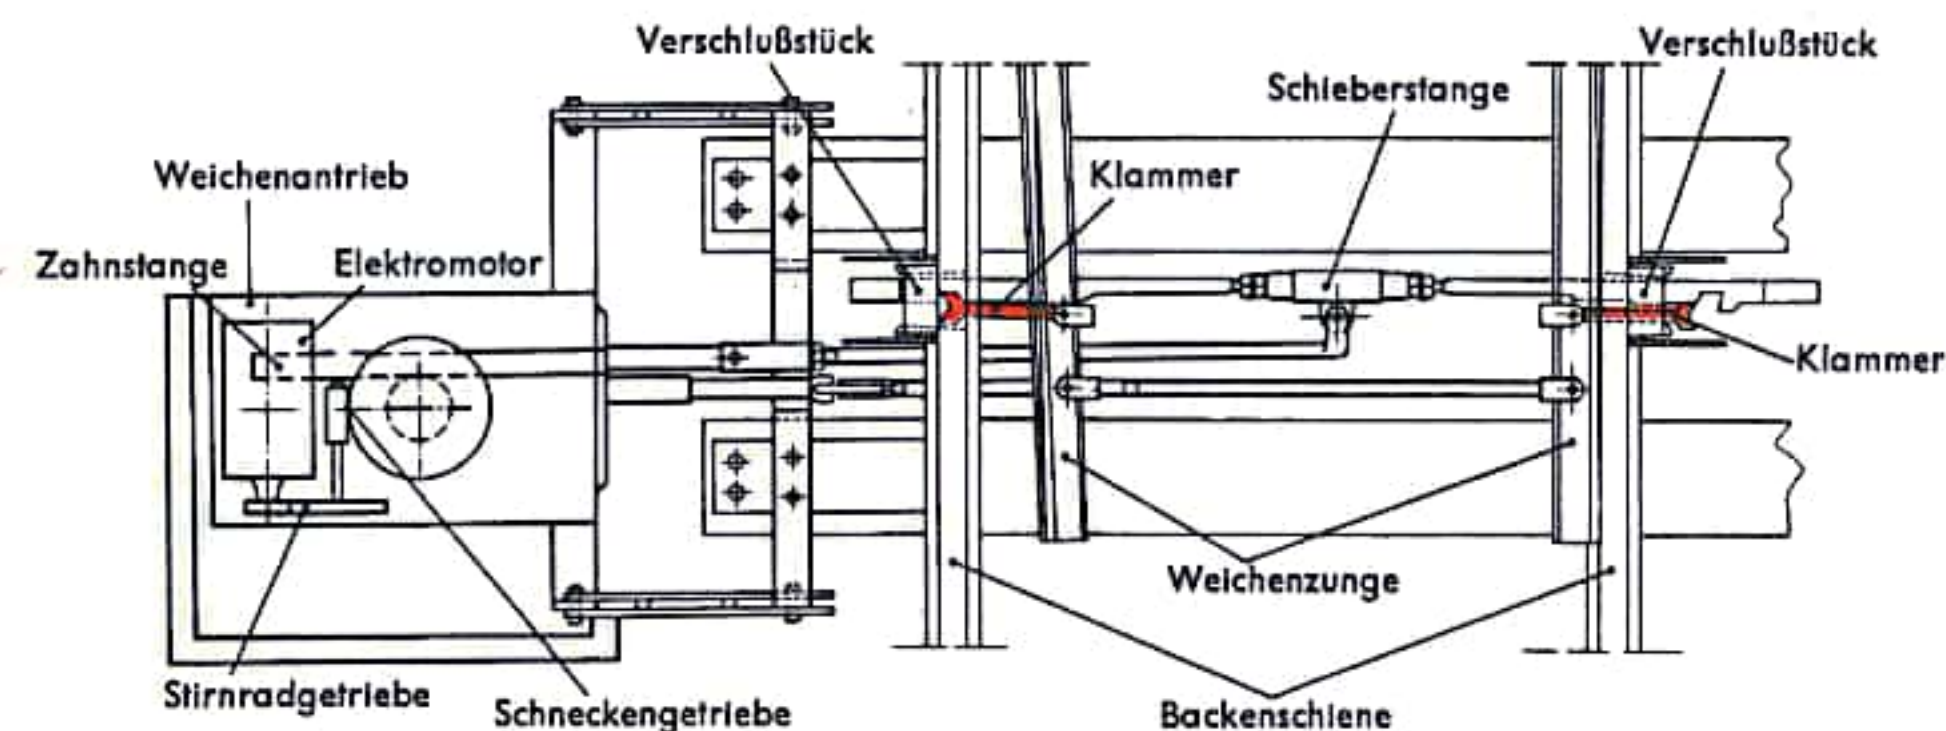 Verschlußstück
Verschlußstück
Schieberstange
Weichenantrieb
Klammer
Zahnstange
Elektromotor
Klammer
Weichenzunge
Stirnradgetriebe
Schneckengetriebe
Backenschiene